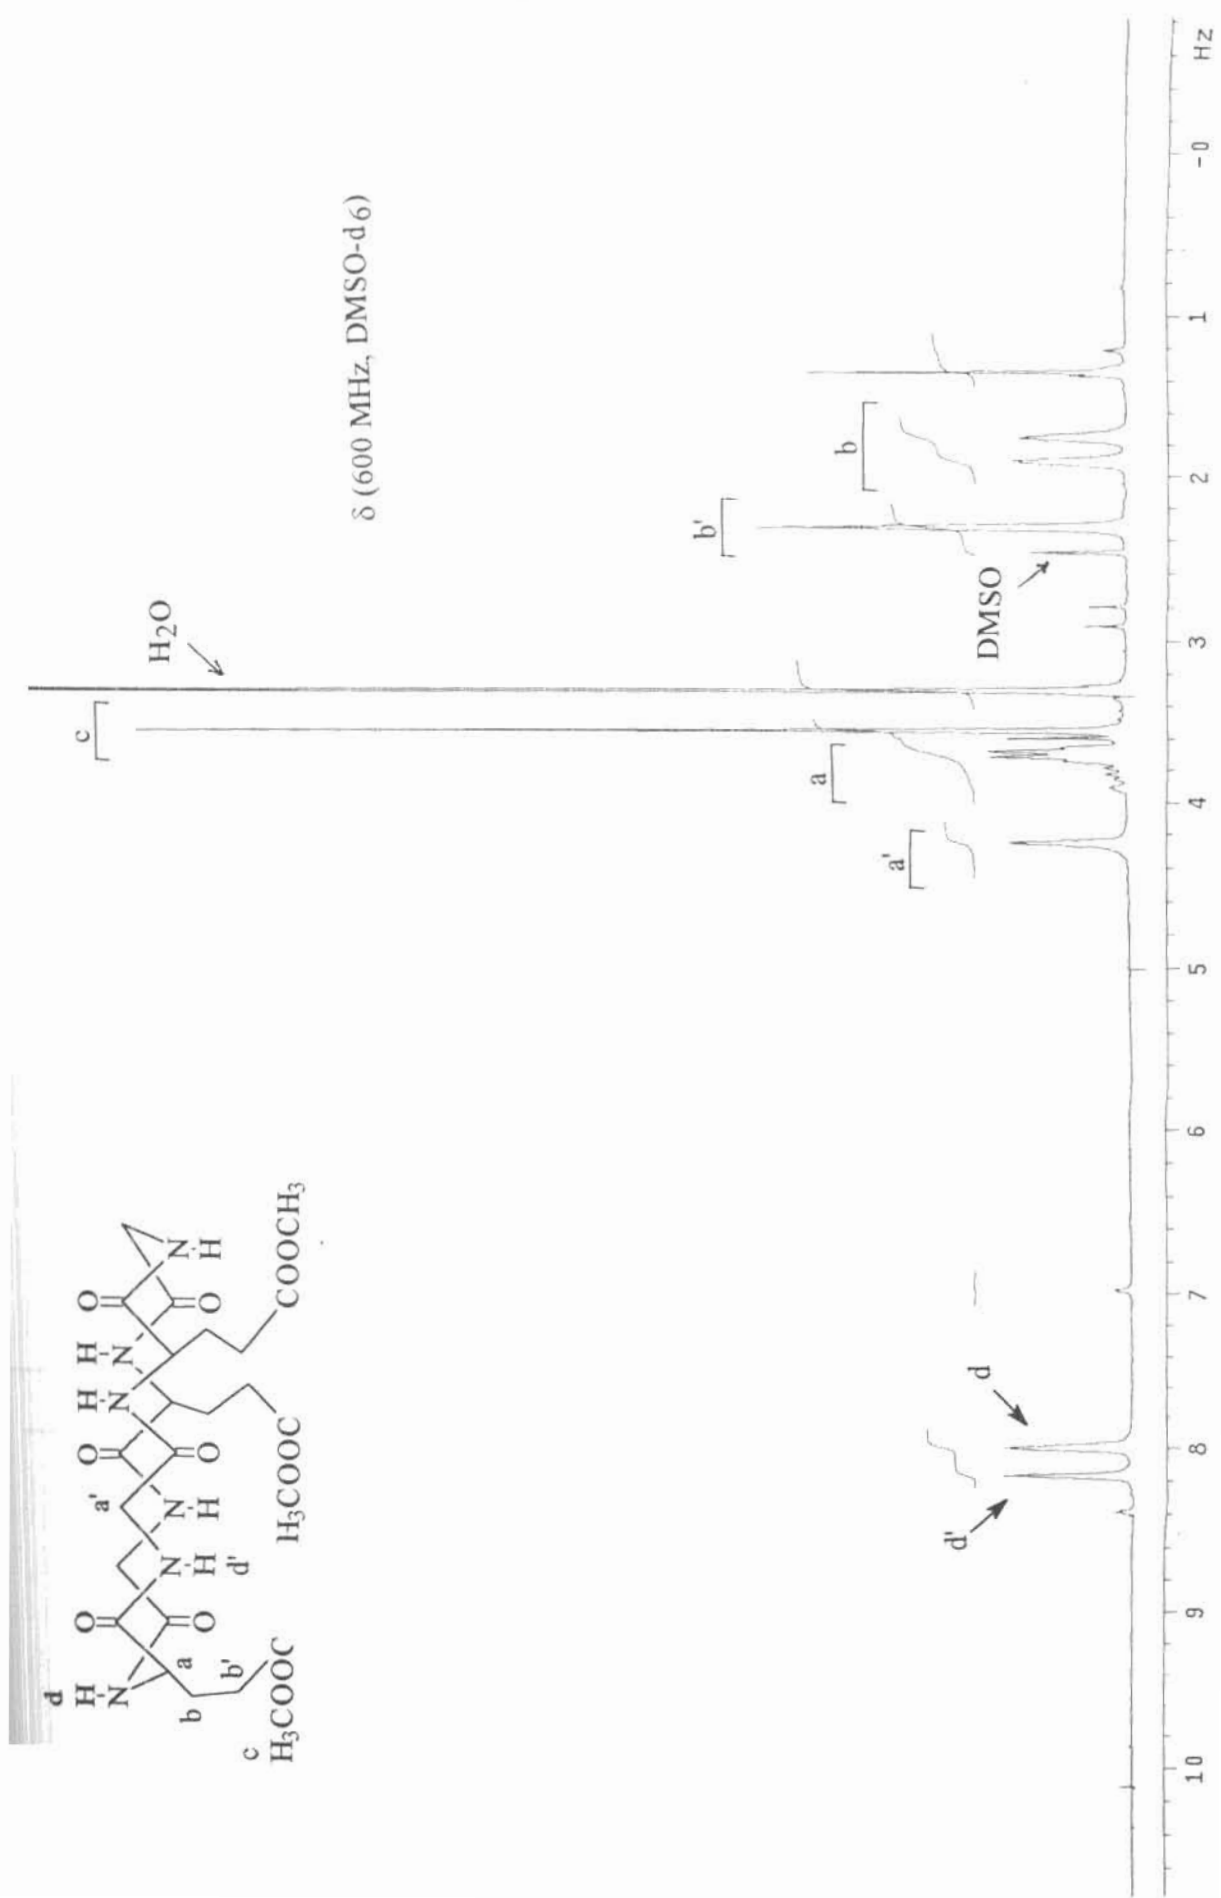 d
H-N
H-N
H-N
O
O
O
a'
a
b
b'
c
H3COOC
O
O
O
N-H
d'
N-H
N-H
H3COOC
COOCH3
δ (600 MHz, DMSO-d6)
c
H2O
a'
a
b'
b
DMSO
d'
d
10 9 8 7 6 5 4 3 2 1 -0 HZ